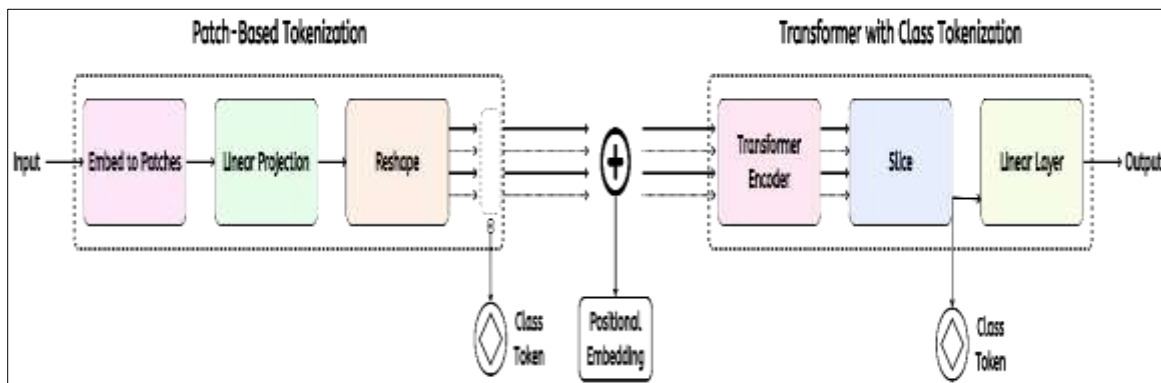 Patch-Based Tokenization
Transformer with Class Tokenization
Input
Embed to Patches
Linear Projection
Reshape
Transformer
Encoder
Slice
Linear Layer
Output
Class
Token
Positional
Embedding
Class
Token